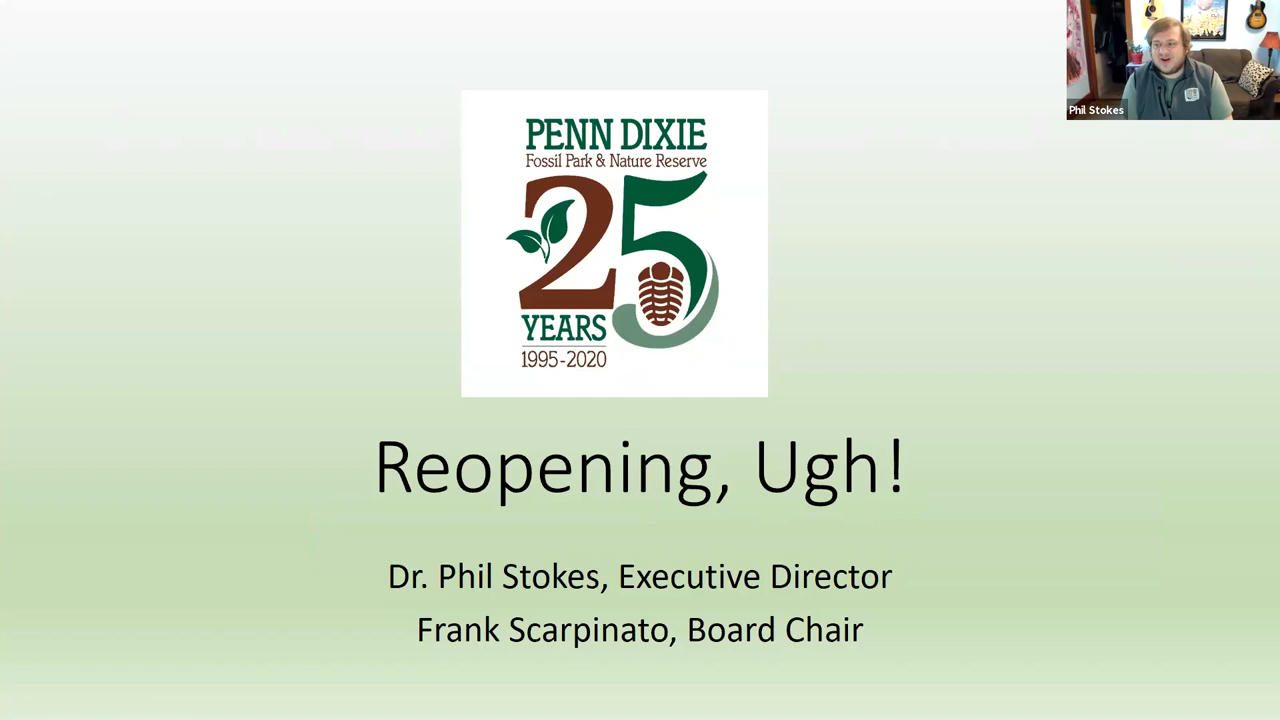 PENN DIXIE
Fossil Park & Nature Reserve
25
YEARS
1995-2020
Phil Stokes
Reopening, Ugh!
Dr. Phil Stokes, Executive Director
Frank Scarpinato, Board Chair